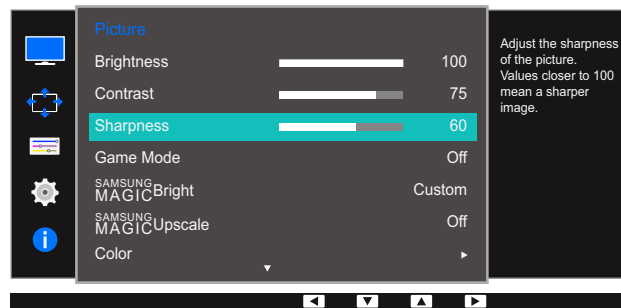 Picture
Brightness 100
Contrast 75
Sharpness 60
Game Mode Off
SAMSUNG
MAGICBright Custom
SAMSUNG
MAGICUpscale Off
Color
Adjust the sharpness
of the picture.
Values closer to 100
mean a sharper
image.